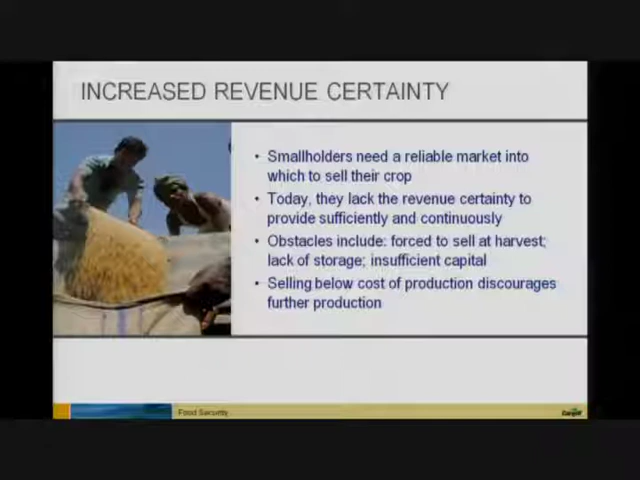 INCREASED REVENUE CERTAINTY
• Smallholders need a reliable market into
which to sell their crop
• Today, they lack the revenue certainty to
provide sufficiently and continuously
• Obstacles include: forced to sell at harvest;
lack of storage; insufficient capital
• Selling below cost of production discourages
further production
Food Security
Cargill